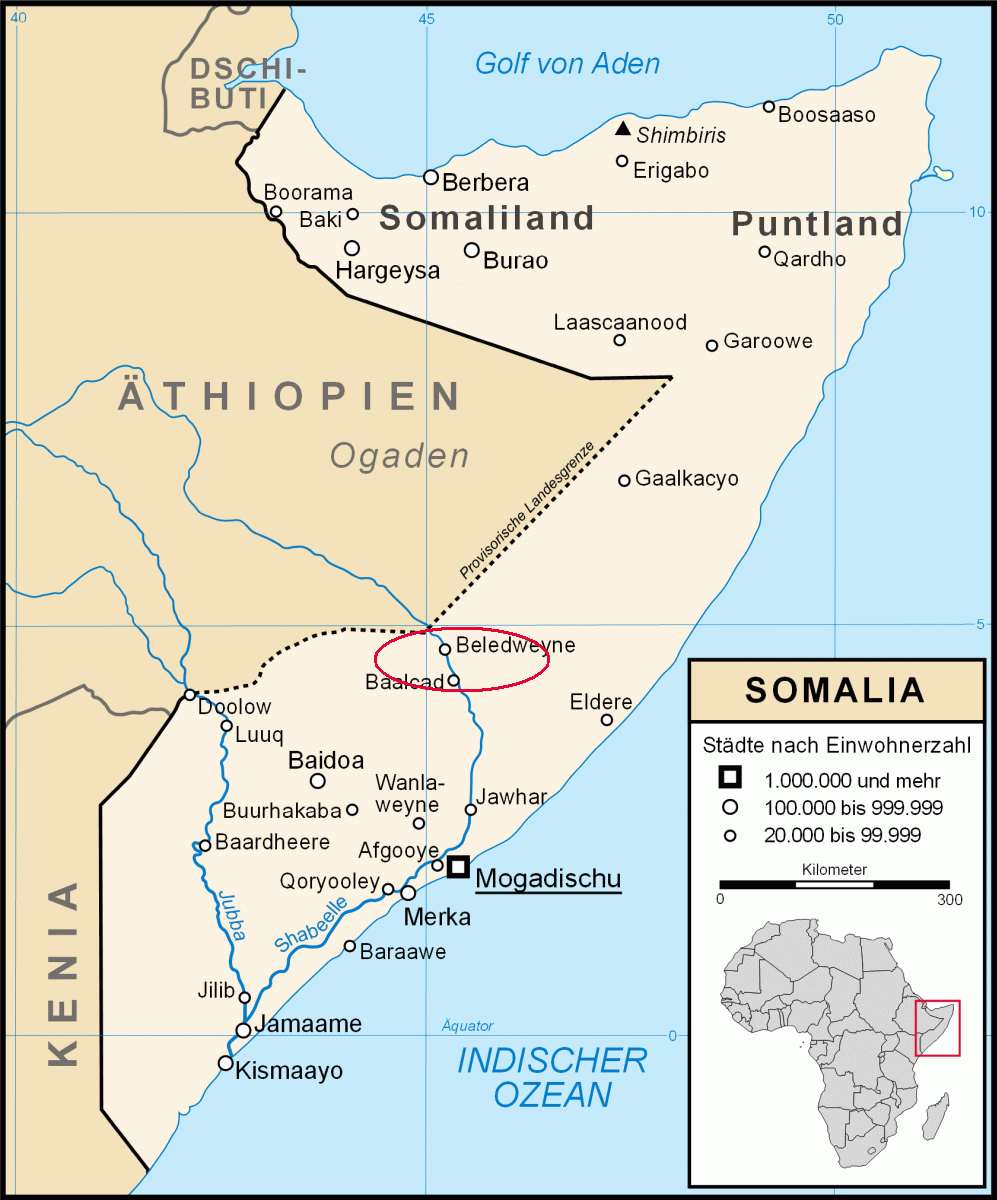 40
45
50
DSCHI-
BUTI
Golf von Aden
Boosaaso
Shimbiris
Erigabo
Berbera
Boorama
Baki
Somaliland
Puntland
10
Hargeysa
Burao
Qardho
Laascaanood
Garoowe
ÄTHIOPIEN
Ogaden
Provisorische Landesgrenze
Gaalkacyo
5
Beledweyne
Baalcad
Eldere
Doolow
Luuq
Baidoa
Wanla-
weyne
Buurhakaba
Jawhar
Baardheere
Afgooye
Mogadischu
Qoryooley
Merka
Jubba
Shabeelle
Baraawe
KENIA
Jilib
Jamaame
Äquator
0
Kismaayo
INDISCHER
OZEAN
SOMALIA
Städte nach Einwohnerzahl
1.000.000 und mehr
100.000 bis 999.999
20.000 bis 99.999
Kilometer
0 300